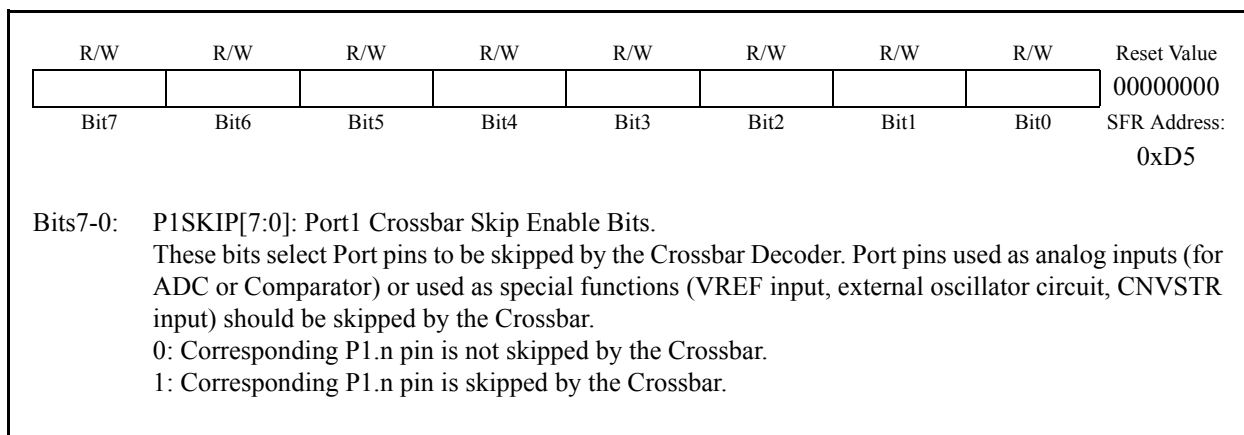 R/W R/W R/W R/W R/W R/W R/W R/W Reset Value
00000000
Bit7 Bit6 Bit5 Bit4 Bit3 Bit2 Bit1 Bit0 SFR Address:
0xD5
Bits7-0: P1SKIP[7:0]: Port1 Crossbar Skip Enable Bits.
These bits select Port pins to be skipped by the Crossbar Decoder. Port pins used as analog inputs (for
ADC or Comparator) or used as special functions (VREF input, external oscillator circuit, CNVSTR
input) should be skipped by the Crossbar.
0: Corresponding P1.n pin is not skipped by the Crossbar.
1: Corresponding P1.n pin is skipped by the Crossbar.